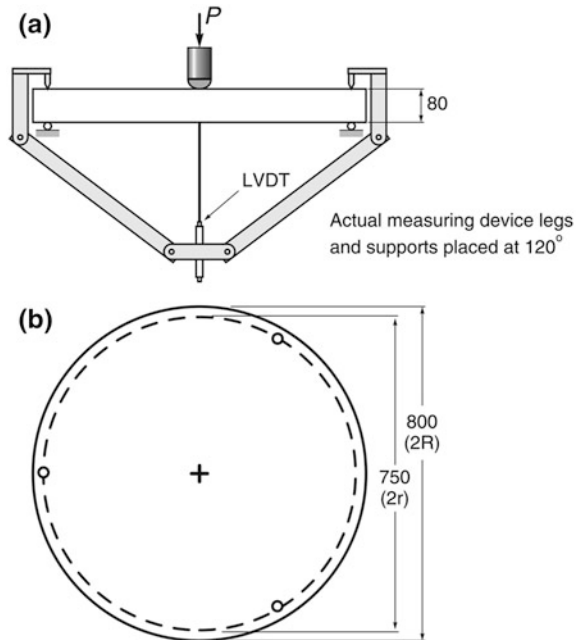 (a)
P
80
LVDT
Actual measuring device legs
and supports placed at 120°
(b)
800
(2R)
750
(2r)